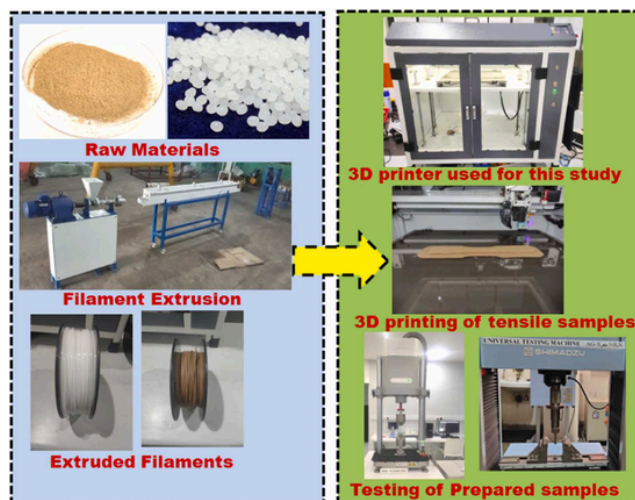 Raw Materials
Filament Extrusion
Extruded Filaments
3D printer used for this study
3D printing of tensile samples
UNIVERSAL TESTING MACHINE
SHIMADZU
Testing of Prepared samples